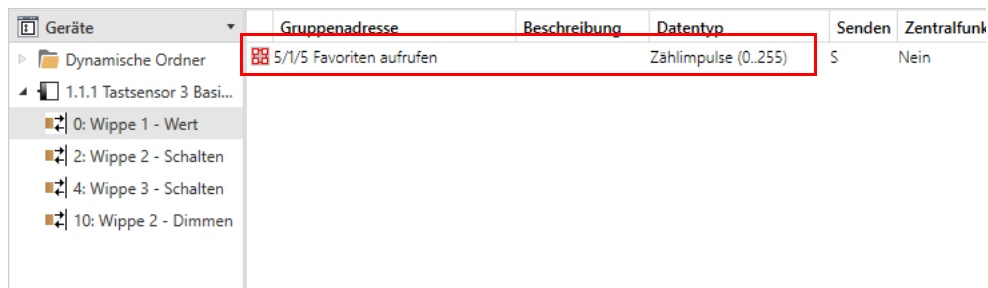 Geräte
Gruppenadresse Beschreibung Datentyp Senden Zentralfunk
Dynamische Ordner
5/1/5 Favoriten aufrufen Zählimpulse (0..255) S Nein
1.1.1 Tastsensor 3 Basi...
0: Wippe 1 - Wert
2: Wippe 2 - Schalten
4: Wippe 3 - Schalten
10: Wippe 2 - Dimmen